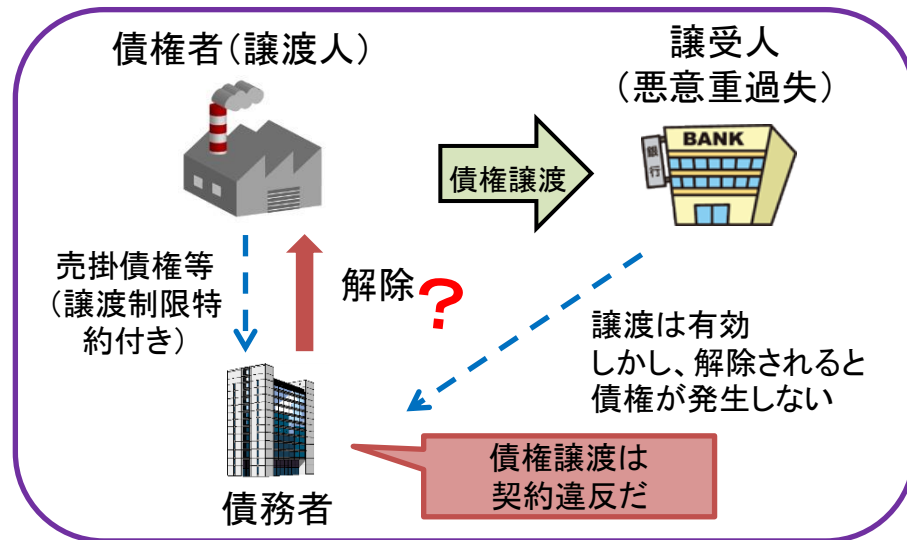 債権者（譲渡人）
譲受人
（悪意重過失）
BANK
銀行
債権譲渡
売掛債権等
（譲渡制限特
約付き）
解除
?
譲渡は有効
しかし、解除されると
債権が発生しない
債権譲渡は
契約違反だ
債務者